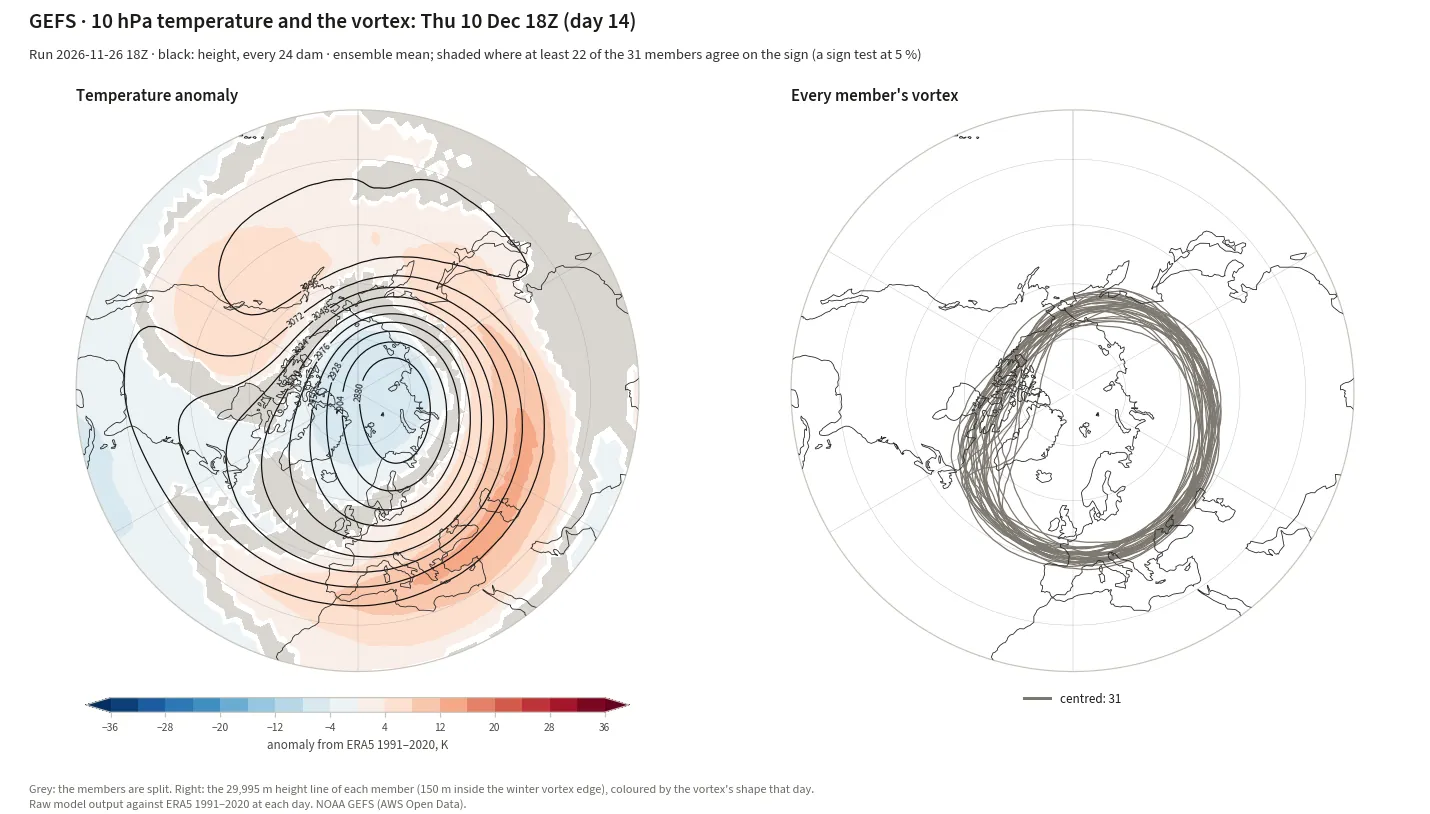 GEFS · 10 hPa temperature and the vortex: Thu 10 Dec 18Z (day 14)
Run 2026-11-26 18Z · black: height, every 24 dam · ensemble mean; shaded where at least 22 of the 31 members agree on the sign (a sign test at 5 %)
Temperature anomaly
Every member's vortex
3072
3048
2976
2928
2904
2880
centred: 31
−36 −28 −20 −12 −4 4 12 20 28 36
anomaly from ERA5 1991–2020, K
Grey: the members are split. Right: the 29,995 m height line of each member (150 m inside the winter vortex edge), coloured by the vortex's shape that day.
Raw model output against ERA5 1991–2020 at each day. NOAA GEFS (AWS Open Data).